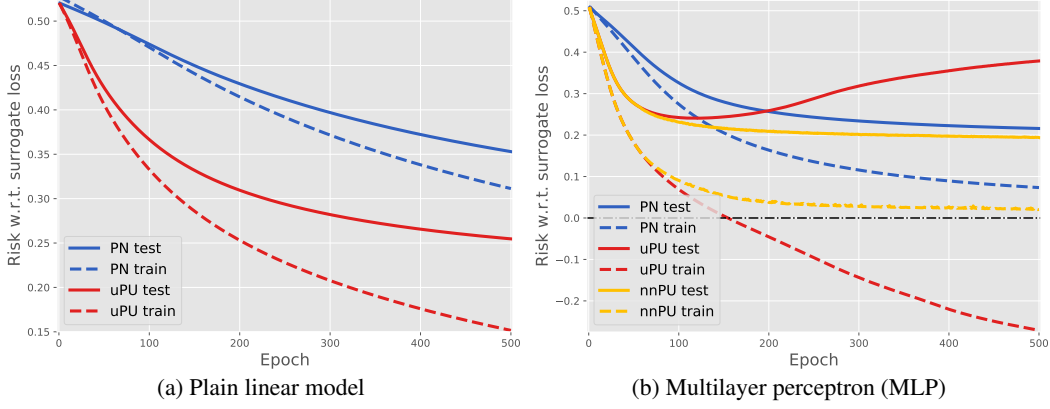 Risk w.r.t. surrogate loss
0.50
0.45
0.40
0.35
0.30
0.25
0.20
0.15
PN test
PN train
uPU test
uPU train
0
100
200
300
400
500
Epoch
(a) Plain linear model
Risk w.r.t. surrogate loss
0.5
0.4
0.3
0.2
0.1
0.0
−0.1
−0.2
PN test
PN train
uPU test
uPU train
nnPU test
nnPU train
0
100
200
300
400
500
Epoch
(b) Multilayer perceptron (MLP)